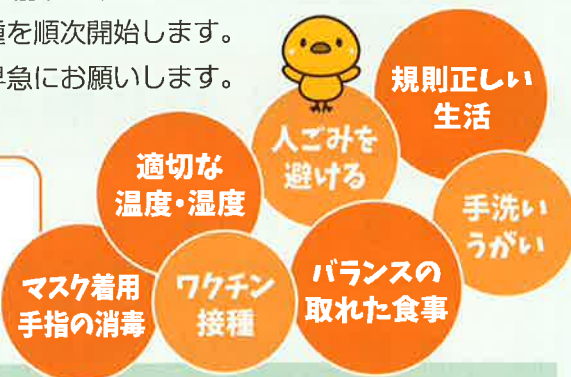 種を順次開始します。
早急にお願いします。
規則正しい
生活
人ごみを
避ける
適切な
温度・湿度
手洗い
うがい
マスク着用
手指の消毒
ワクチン
接種
バランスの
取れた食事